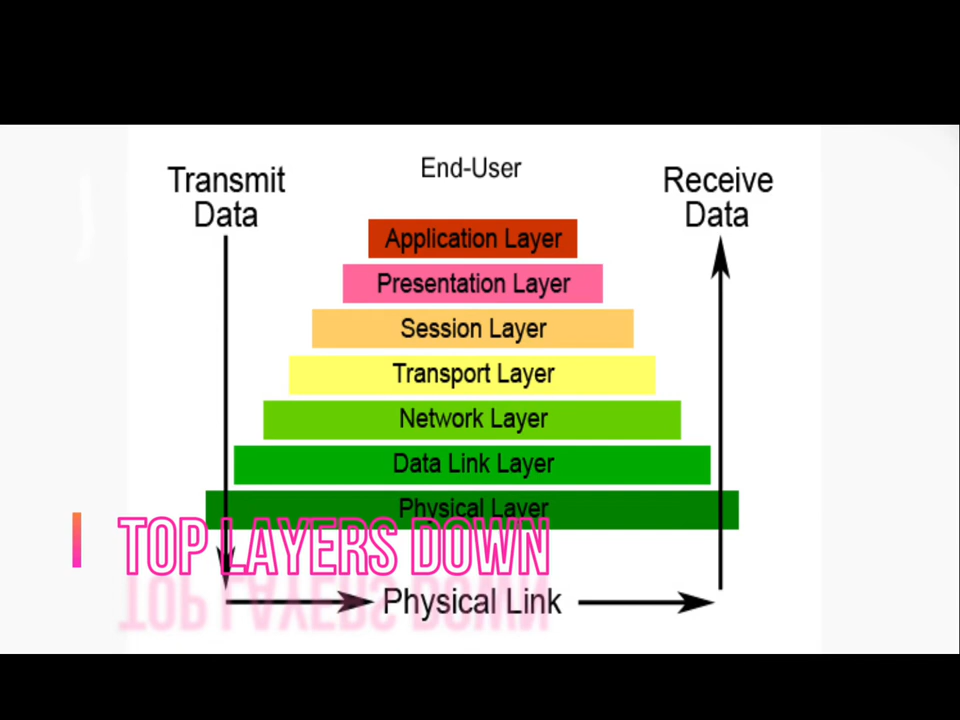 End-User
Transmit
Data
Receive
Data
Application Layer
Presentation Layer
Session Layer
Transport Layer
Network Layer
Data Link Layer
Physical Layer
TOP LAYERS DOWN
Physical Link